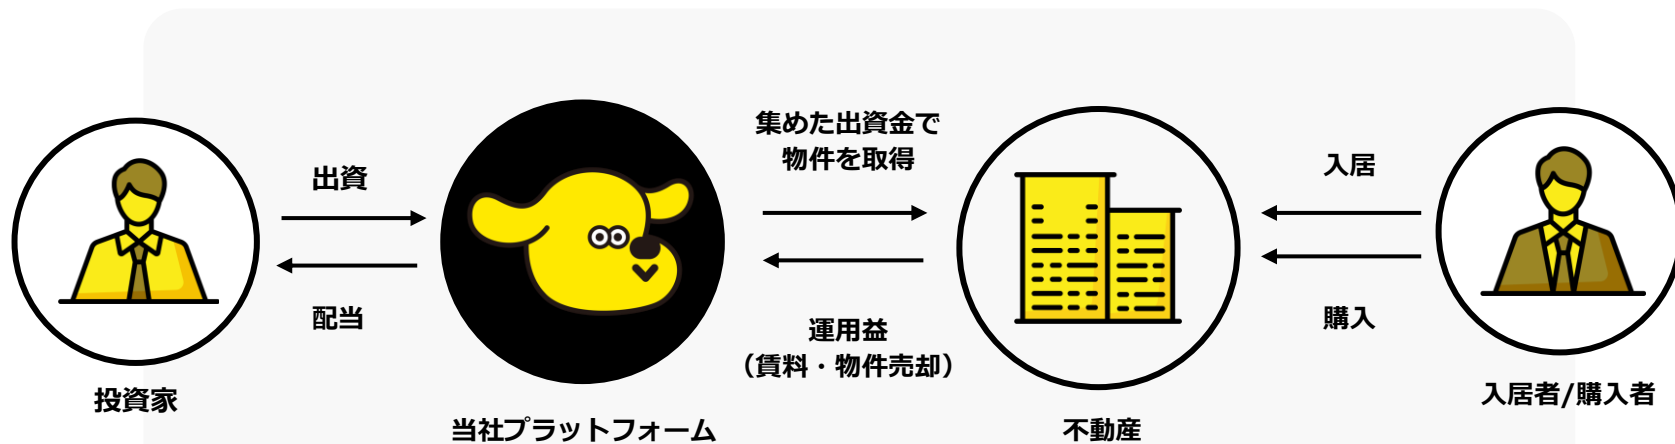 出資
配当
投資家
当社プラットフォーム
集めた出資金で
物件を取得
運用益
（賃料・物件売却）
不動産
入居
購入
入居者/購入者